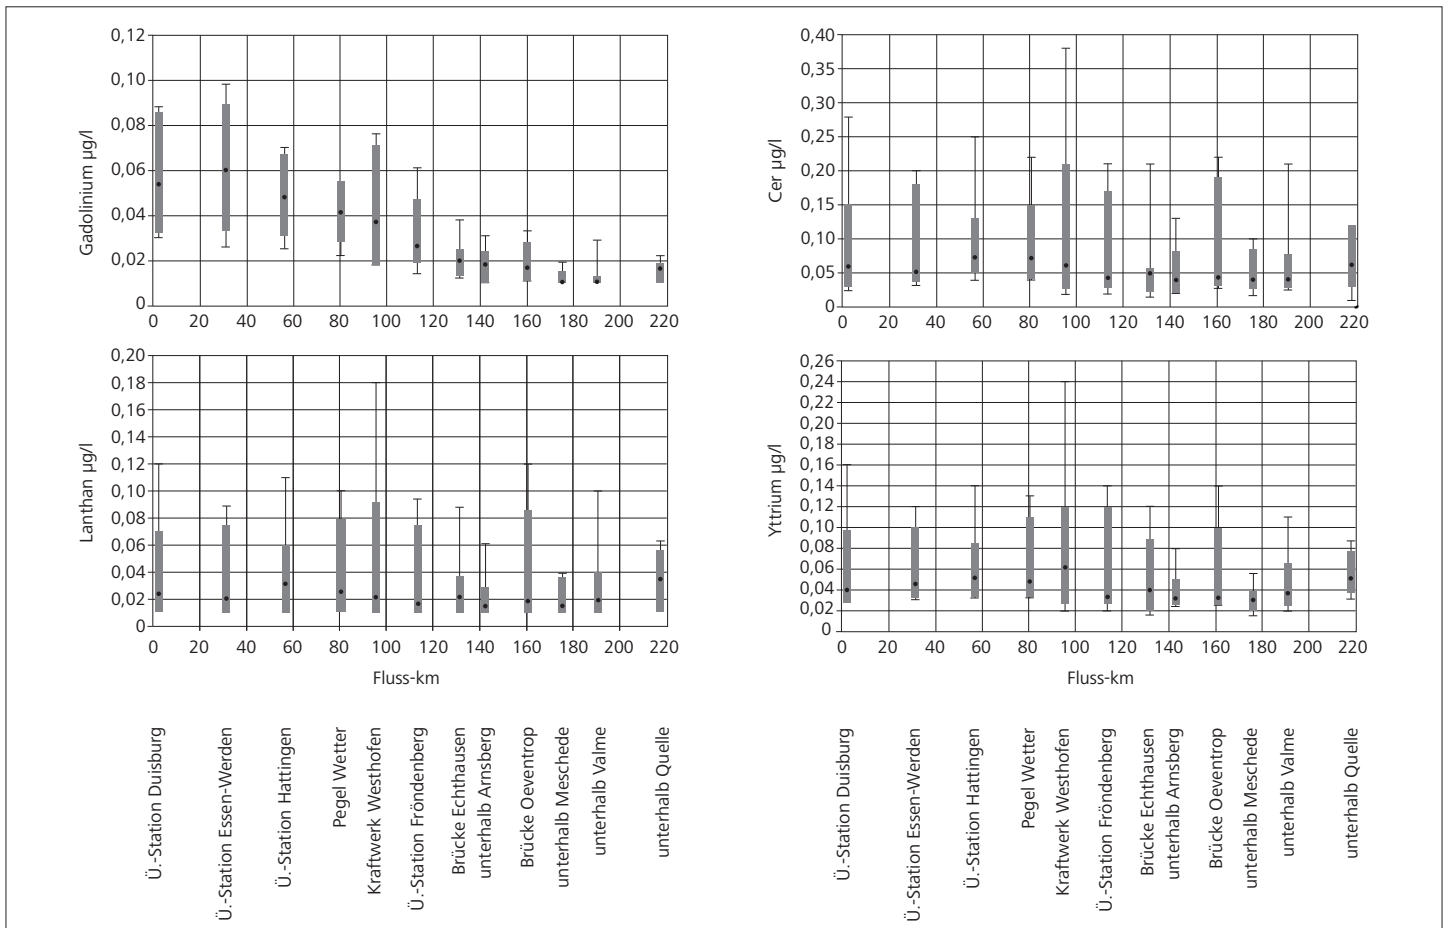 Gadolinium µg/l
0,12
0,10
0,08
0,06
0,04
0,02
0
0 20 40 60 80 100 120 140 160 180 200 220
Cer µg/l
0,40
0,35
0,30
0,25
0,20
0,15
0,10
0,05
0
0 20 40 60 80 100 120 140 160 180 200 220
Lanthan µg/l
0,20
0,18
0,16
0,14
0,12
0,10
0,08
0,06
0,04
0,02
0
0 20 40 60 80 100 120 140 160 180 200 220
Fluss-km
Yttrium µg/l
0,26
0,24
0,22
0,20
0,18
0,16
0,14
0,12
0,10
0,08
0,06
0,04
0,02
0
0 20 40 60 80 100 120 140 160 180 200 220
Fluss-km
Ü.-Station Duisburg
Ü.-Station Essen-Werden
Ü.-Station Hattingen
Pegel Wetter
Kraftwerk Westhofen
Ü.-Station Fröndenberg
Brücke Echthausen
unterhalb Arnsberg
Brücke Oeventrop
unterhalb Meschede
unterhalb Valme
unterhalb Quelle
Ü.-Station Duisburg
Ü.-Station Essen-Werden
Ü.-Station Hattingen
Pegel Wetter
Kraftwerk Westhofen
Ü.-Station Fröndenberg
Brücke Echthausen
unterhalb Arnsberg
Brücke Oeventrop
unterhalb Meschede
unterhalb Valme
unterhalb Quelle